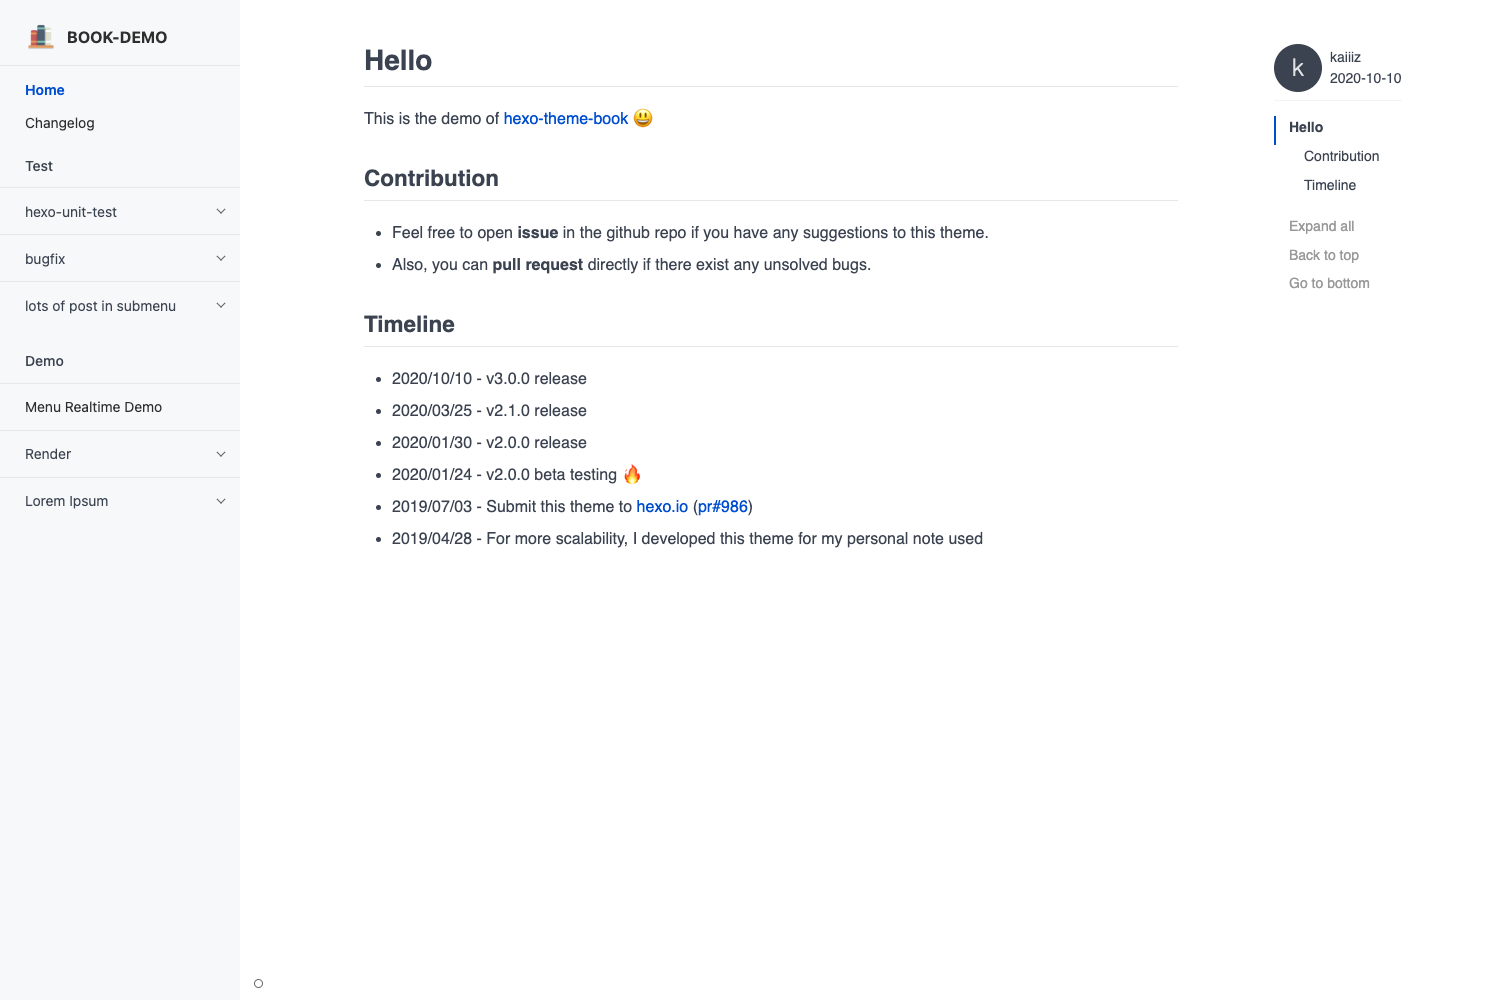 BOOK-DEMO
Home
Changelog
Test
hexo-unit-test
bugfix
lots of post in submenu
Demo
Menu Realtime Demo
Render
Lorem Ipsum
Hello
This is the demo of hexo-theme-book 😃
Contribution
Feel free to open issue in the github repo if you have any suggestions to this theme.
Also, you can pull request directly if there exist any unsolved bugs.
Timeline
2020/10/10 - v3.0.0 release
2020/03/25 - v2.1.0 release
2020/01/30 - v2.0.0 release
2020/01/24 - v2.0.0 beta testing 🔥
2019/07/03 - Submit this theme to hexo.io (pr#986)
2019/04/28 - For more scalability, I developed this theme for my personal note used
k
kaiiiz
2020-10-10
Hello
Contribution
Timeline
Expand all
Back to top
Go to bottom